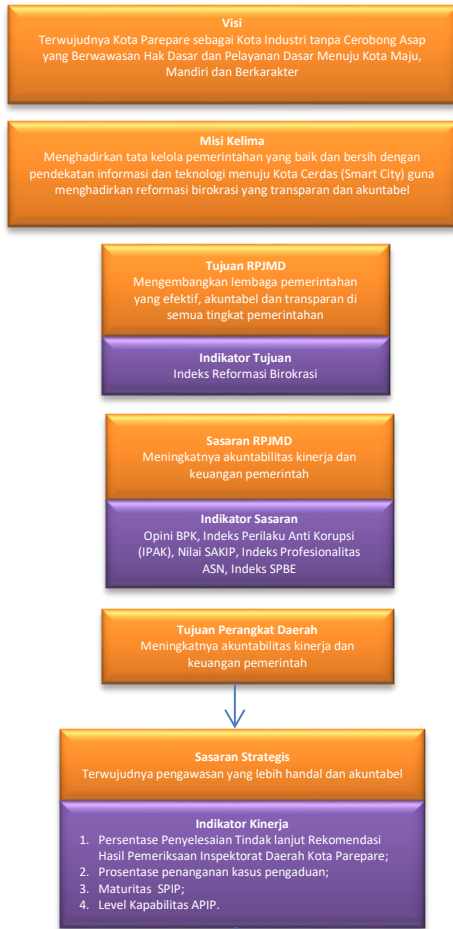 Visi
Terwujudnya Kota Parepare sebagai Kota Industri tanpa Cerobong Asap
yang Berwawasan Hak Dasar dan Pelayanan Dasar Menuju Kota Maju,
Mandiri dan Berkarakter
Misi Kelima
Menghadirkan tata kelola pemerintahan yang baik dan bersih dengan
pendekatan informasi dan teknologi menuju Kota Cerdas (Smart City) guna
menghadirkan reformasi birokrasi yang transparan dan akuntabel
Tujuan RPJMD
Mengembangkan lembaga pemerintahan
yang efektif, akuntabel dan transparan di
semua tingkat pemerintahan
Indikator Tujuan
Indeks Reformasi Birokrasi
Sasaran RPJMD
Meningkatnya akuntabilitas kinerja dan
keuangan pemerintah
Indikator Sasaran
Opini BPK, Indeks Perilaku Anti Korupsi
(IPAK), Nilai SAKIP, Indeks Profesionalitas
ASN, Indeks SPBE
Tujuan Perangkat Daerah
Meningkatnya akuntabilitas kinerja dan
keuangan pemerintah
Sasaran Strategis
Terwujudnya pengawasan yang lebih handal dan akuntabel
Indikator Kinerja
1. Persentase Penyelesaian Tindak lanjut Rekomendasi
Hasil Pemeriksaan Inspektorat Daerah Kota Parepare;
2. Prosentase penanganan kasus pengaduan;
3. Maturitas SPIP;
4. Level Kapabilitas APIP.